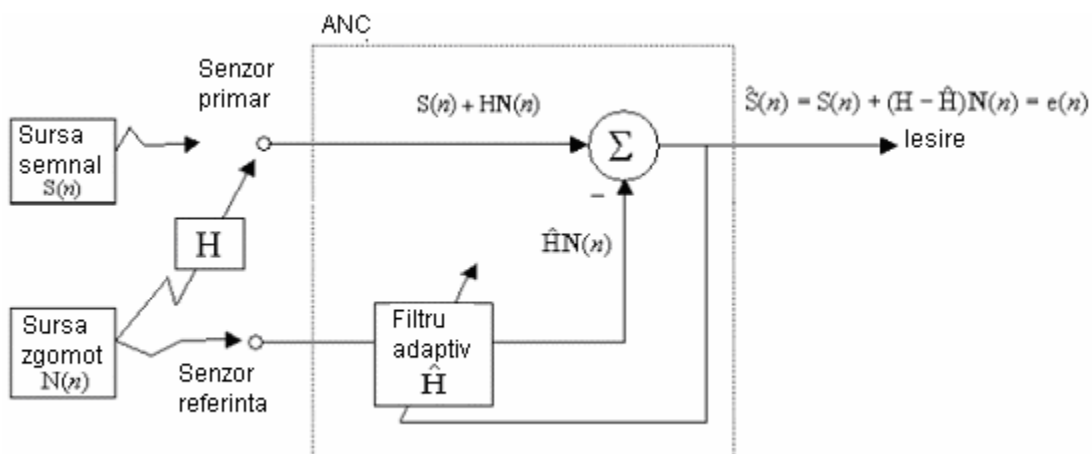 ANC
Senzor
primar
S(n) + HN(n)
Ŝ(n) = S(n) + (H – Ĥ)N(n) = e(n)
Iesire
Sursa
semnal
S(n)
Σ
–
H
ĤN(n)
Sursa
zgomot
N(n)
Senzor
referinta
Filtru
adaptiv
Ĥ